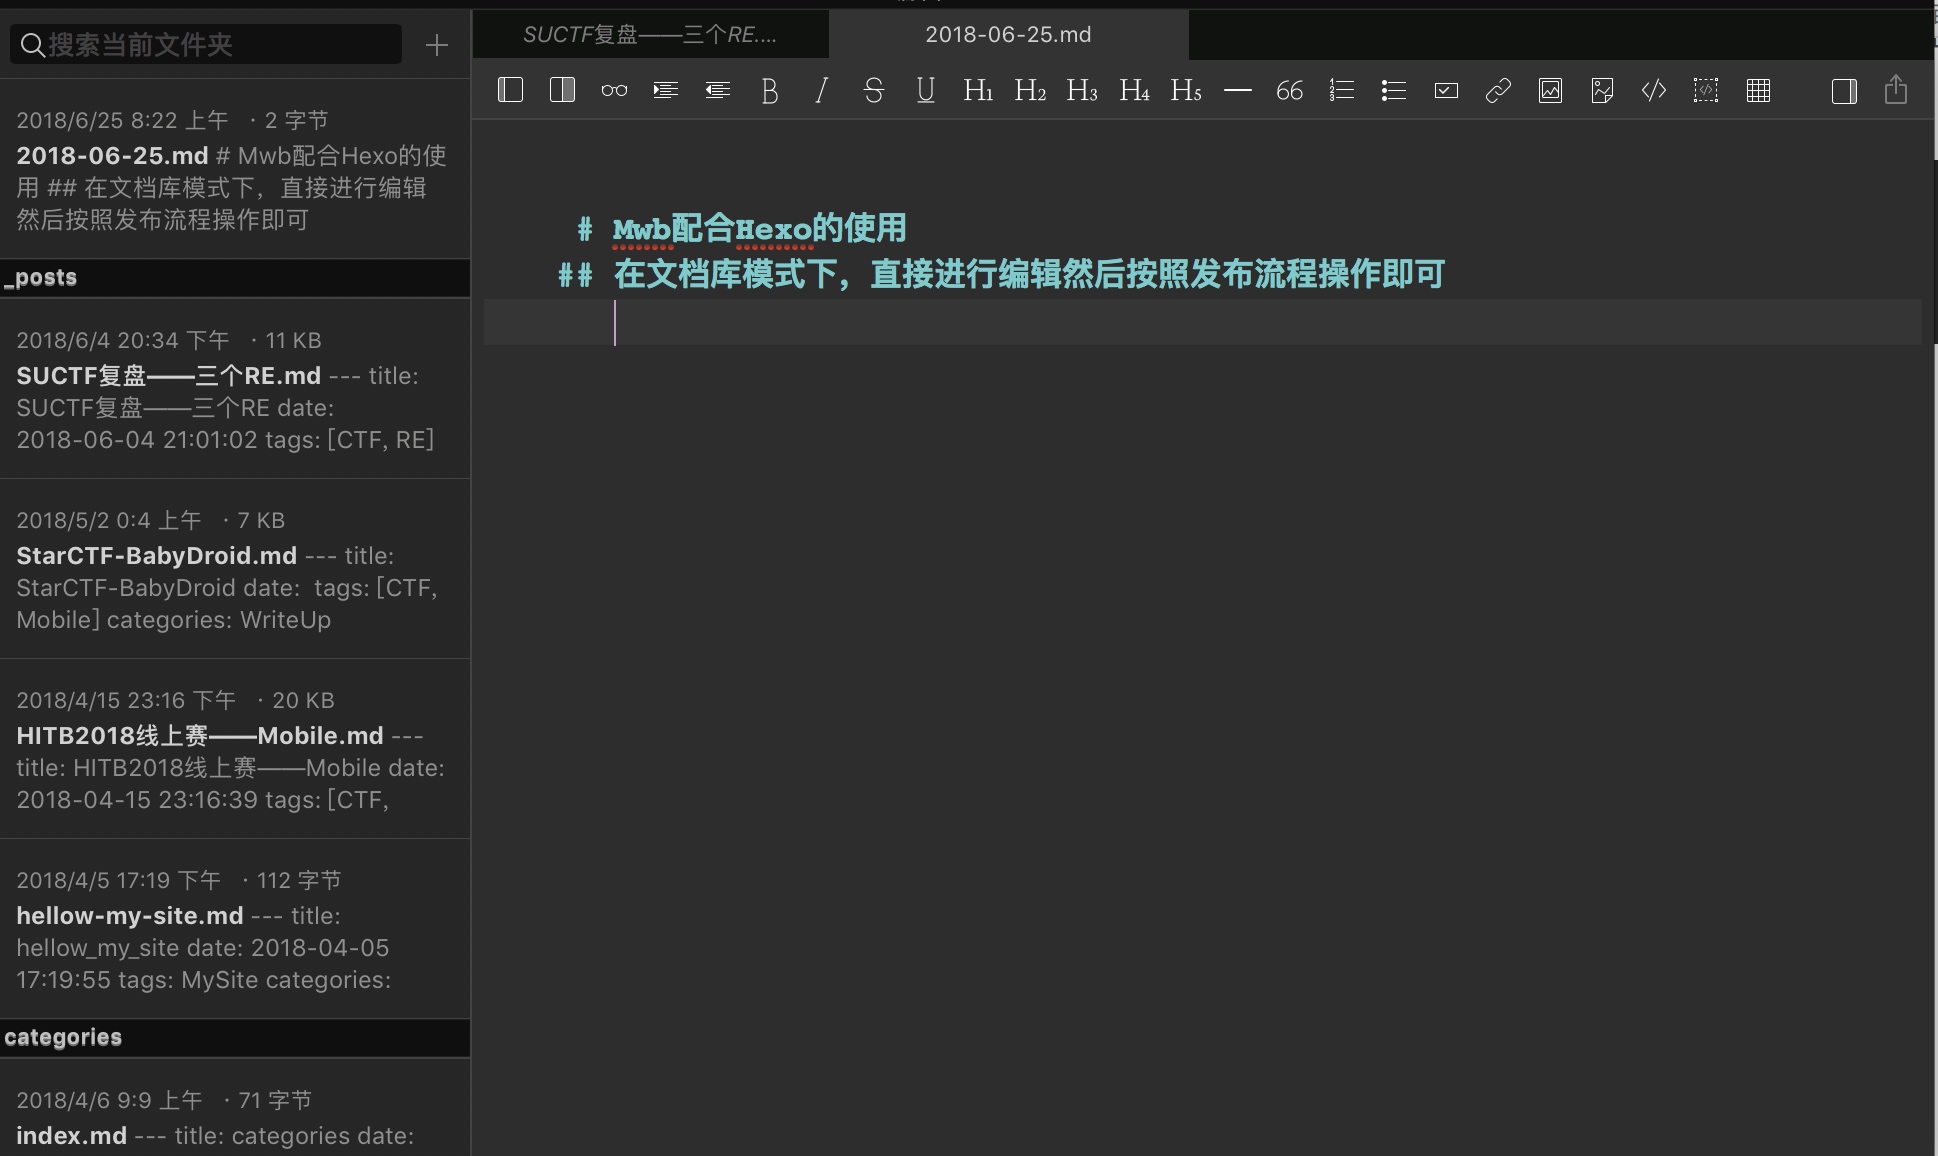 搜索当前文件夹
2018/6/25 8:22 上午 · 2 字节
2018-06-25.md # Mwb配合Hexo的使
用 ## 在文档库模式下，直接进行编辑
然后按照发布流程操作即可
_posts
2018/6/4 20:34 下午 · 11 KB
SUCTF复盘——三个RE.md --- title:
SUCTF复盘——三个RE date:
2018-06-04 21:01:02 tags: [CTF, RE]
2018/5/2 0:4 上午 · 7 KB
StarCTF-BabyDroid.md --- title:
StarCTF-BabyDroid date: tags: [CTF,
Mobile] categories: WriteUp
2018/4/15 23:16 下午 · 20 KB
HITB2018线上赛——Mobile.md ---
title: HITB2018线上赛——Mobile date:
2018-04-15 23:16:39 tags: [CTF,
2018/4/5 17:19 下午 · 112 字节
hellow-my-site.md --- title:
hellow_my_site date: 2018-04-05
17:19:55 tags: MySite categories:
categories
2018/4/6 9:9 上午 · 71 字节
index.md --- title: categories date:
SUCTF复盘——三个RE....
2018-06-25.md
B I S U H1 H2 H3 H4 H5 — 66 </>
# Mwb配合Hexo的使用
## 在文档库模式下，直接进行编辑然后按照发布流程操作即可